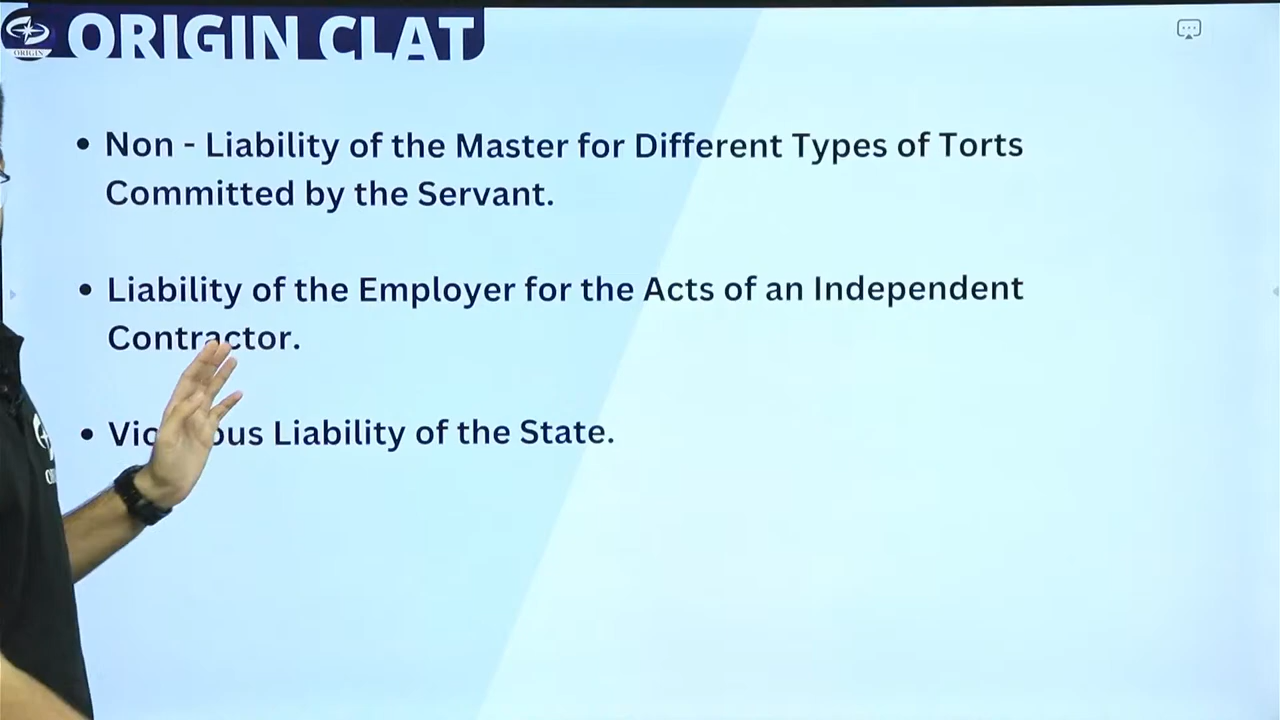 ORIGIN
ORIGIN CLAT
• Non - Liability of the Master for Different Types of Torts
Committed by the Servant.
• Liability of the Employer for the Acts of an Independent
Contractor.
• Liability of the State.